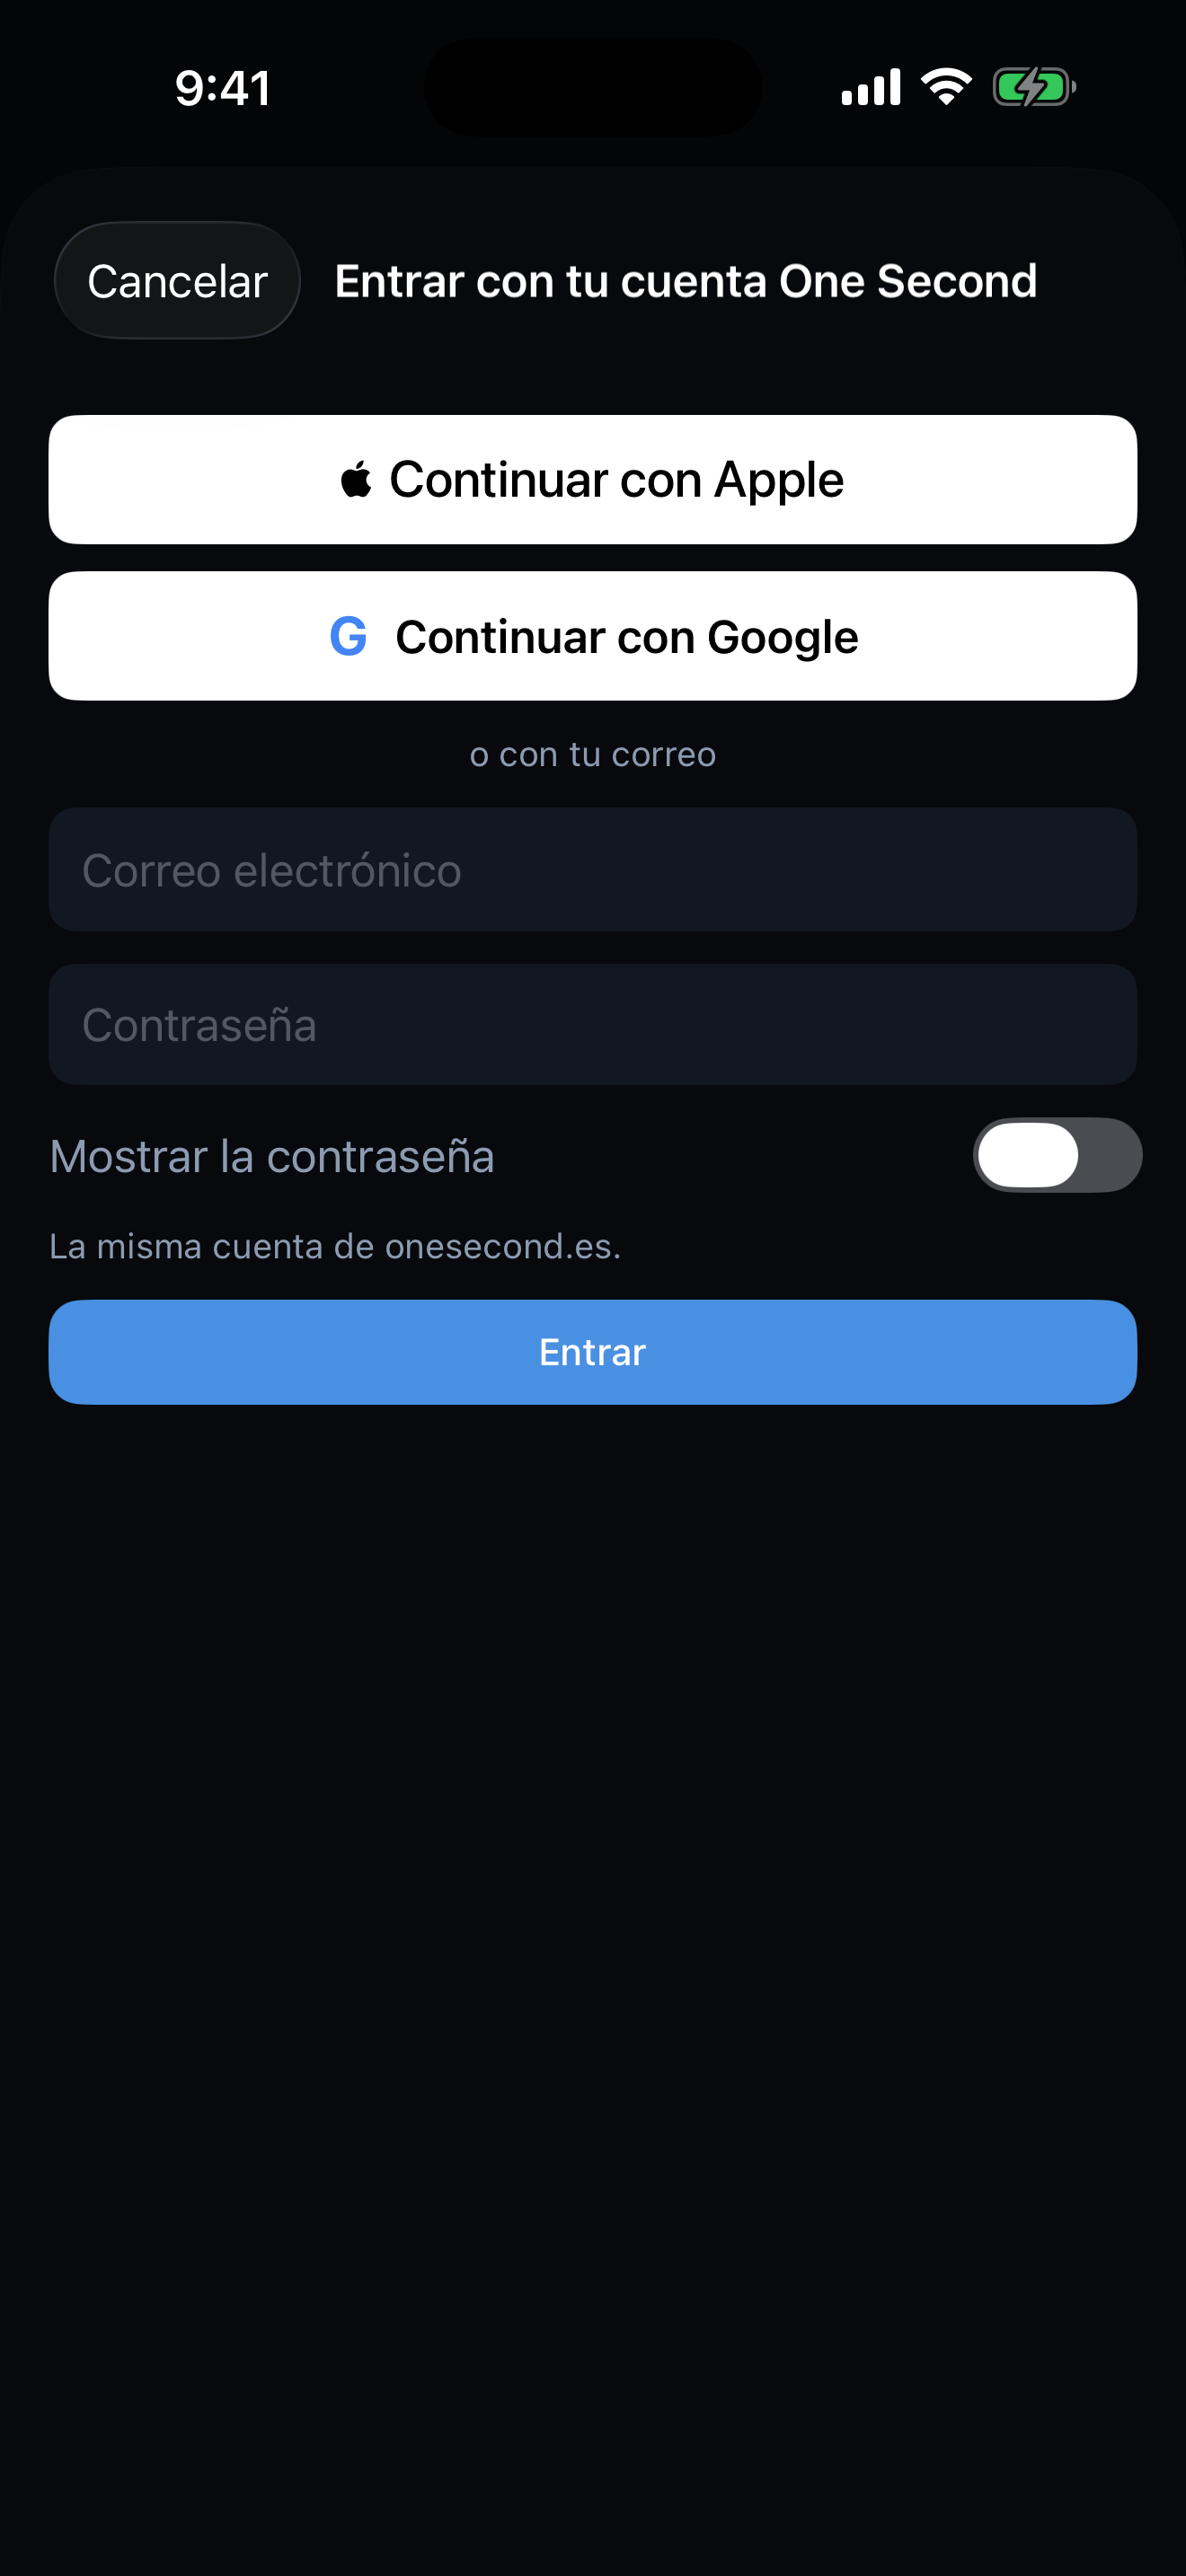 9:41
Cancelar
Entrar con tu cuenta One Second
Continuar con Apple
G Continuar con Google
o con tu correo
Correo electrónico
Contraseña
Mostrar la contraseña
La misma cuenta de onesecond.es.
Entrar